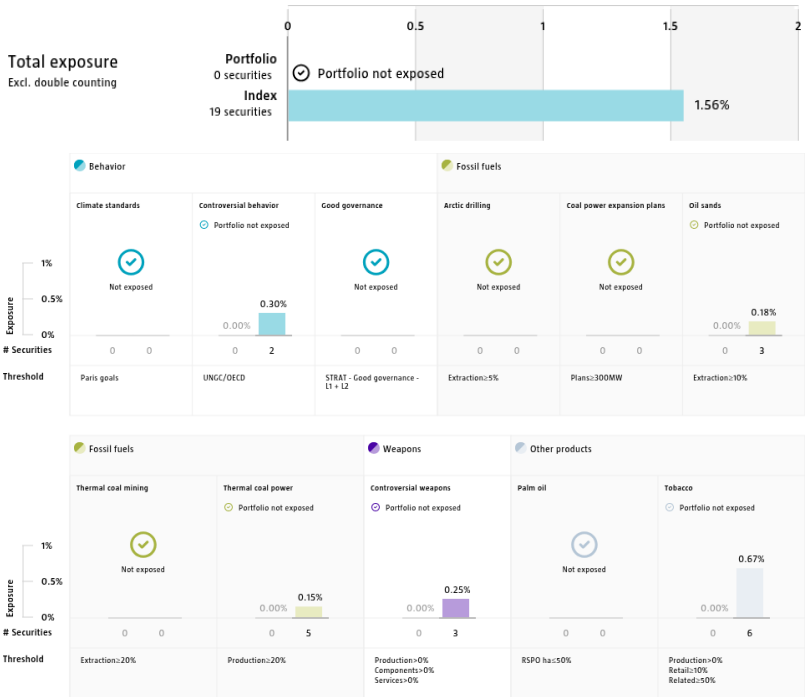 0 0.5 1 1.5 2
Total exposure
Excl. double counting
Portfolio
0 securities
Portfolio not exposed
Index
19 securities
1.56%
Behavior
Fossil fuels
Climate standards
Controversial behavior
Good governance
Arctic drilling
Coal power expansion plans
Oil sands
Portfolio not exposed
Portfolio not exposed
Not exposed
Not exposed
Not exposed
Not exposed
Exposure
1%
0.5%
0%
0.00% 0.30%
0.00% 0.18%
# Securities
0 0
0 2
0 0
0 0
0 0
0 3
Threshold
Paris goals
UNGC/OECD
STRAT - Good governance -
L1 + L2
Extraction≥5%
Plans≥300MW
Extraction≥10%
Fossil fuels
Weapons
Other products
Thermal coal mining
Thermal coal power
Controversial weapons
Palm oil
Tobacco
Portfolio not exposed
Portfolio not exposed
Portfolio not exposed
Not exposed
Not exposed
Exposure
1%
0.5%
0%
0.00% 0.15%
0.00% 0.25%
0.00% 0.67%
# Securities
0 0
0 5
0 3
0 0
0 6
Threshold
Extraction≥20%
Production≥20%
Production>0%
Components>0%
Services>0%
RSPO ha≤50%
Production>0%
Retail≥10%
Related≥50%